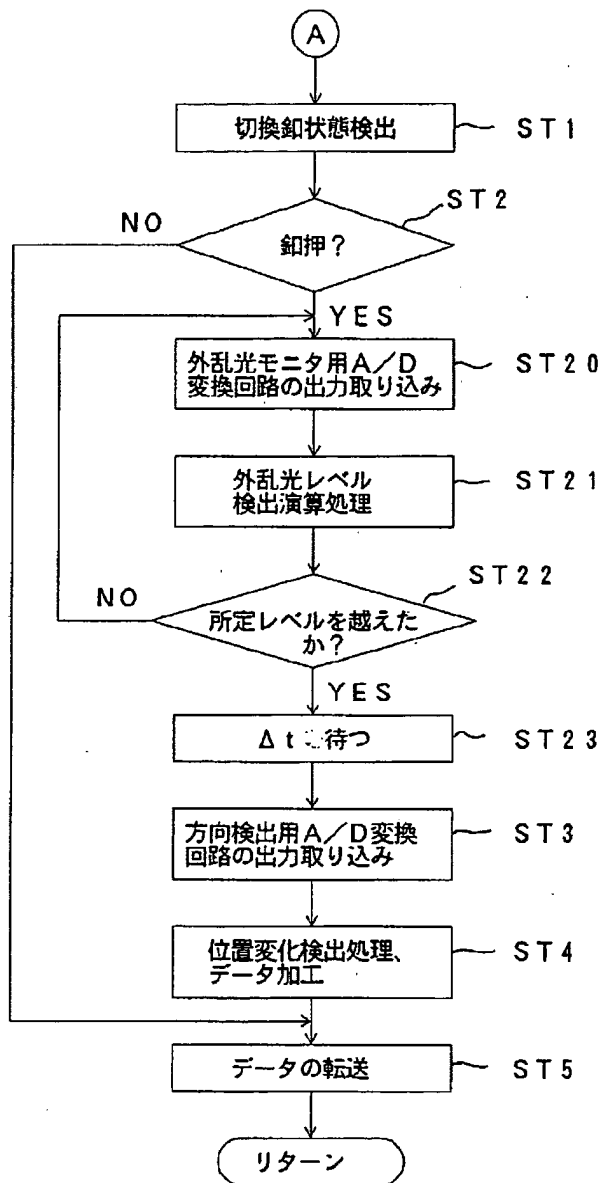 A
切換釦状態検出
ST1
ST2
NO
釦押？
YES
外乱光モニタ用A／D
変換回路の出力取り込み
ST20
外乱光レベル
検出演算処理
ST21
ST22
NO
所定レベルを越えた
か？
YES
Δt 待つ
ST23
方向検出用A／D変換
回路の出力取り込み
ST3
位置変化検出処理、
データ加工
ST4
データの転送
ST5
リターン